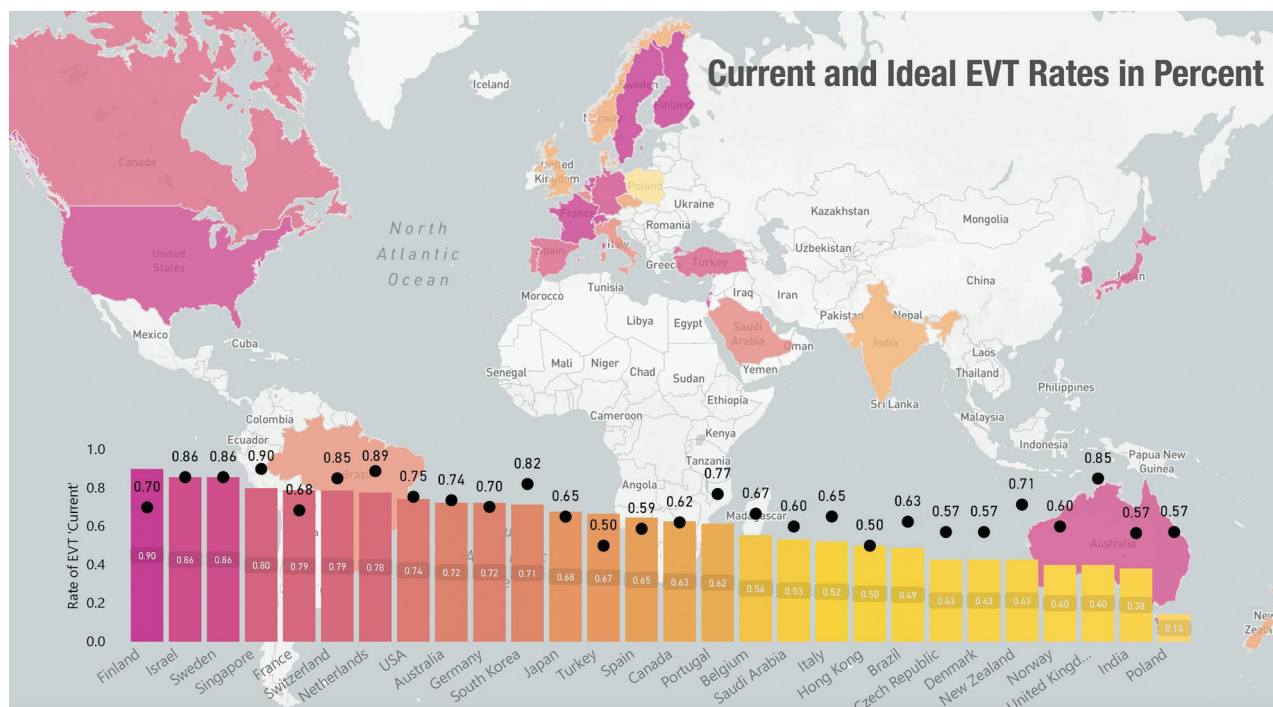 Current and Ideal EVT Rates in Percent
Iceland
Sweden
Finland
Norway
Canada
United
Kingdom
Poland
Ukraine
France
Kazakhstan
Mongolia
Romania
North
Atlantic
Ocean
Uzbekistan
Italy
Spain
United
States
Greece
Turkey
Japan
China
Tunisia
Morocco
Iraq
Iran
Pakistan
Nepal
Libya
Egypt
Saudi
Arabia
Mexico
Cuba
Oman
India
Laos
Mali
Niger
Chad
Yemen
Thailand
Senegal
Sudan
Philippines
Ethiopia
Sri Lanka
Colombia
Cameroon
Malaysia
Ecuador
Kenya
Indonesia
Papua New
Guinea
Tanzania
Brazil
Angola
Madagascar
Australia
New
Rate of EVT 'Current'
1.0
0.8
0.6
0.4
0.2
0.0
0.70 0.86 0.86 0.90 0.68 0.85 0.89 0.75 0.74 0.70 0.82 0.65 0.50 0.59 0.62 0.77 0.67 0.60 0.65 0.50 0.63 0.57 0.57 0.71 0.60 0.85 0.57 0.57
0.90 0.86 0.86 0.80 0.79 0.79 0.78 0.74 0.72 0.72 0.71 0.68 0.67 0.65 0.63 0.62 0.56 0.53 0.52 0.50 0.49 0.43 0.43 0.43 0.40 0.40 0.38 0.14
Finland
Israel
Sweden
Singapore
France
Switzerland
Netherlands
USA
Australia
Germany
South Korea
Japan
Turkey
Spain
Canada
Portugal
Belgium
Saudi Arabia
Italy
Hong Kong
Brazil
Czech Republic
Denmark
New Zealand
Norway
United Kingd...
India
Poland